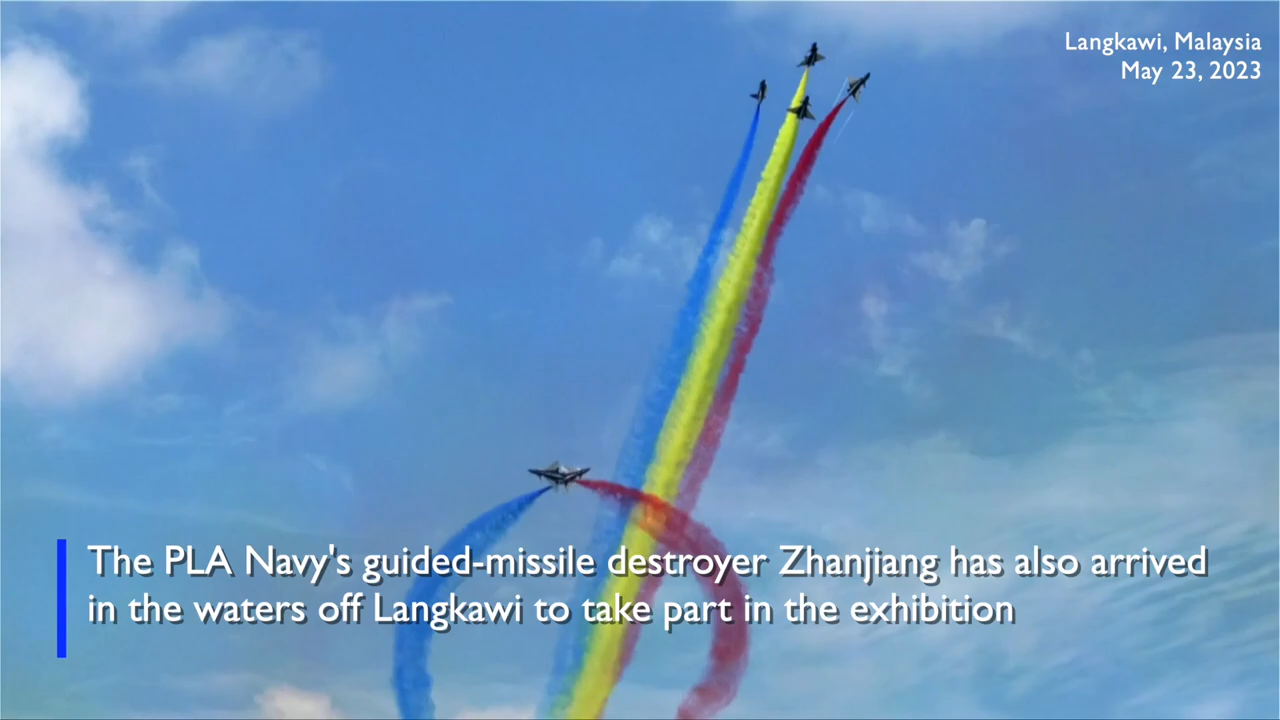 Langkawi, Malaysia
May 23, 2023
The PLA Navy's guided-missile destroyer Zhanjiang has also arrived
in the waters off Langkawi to take part in the exhibition